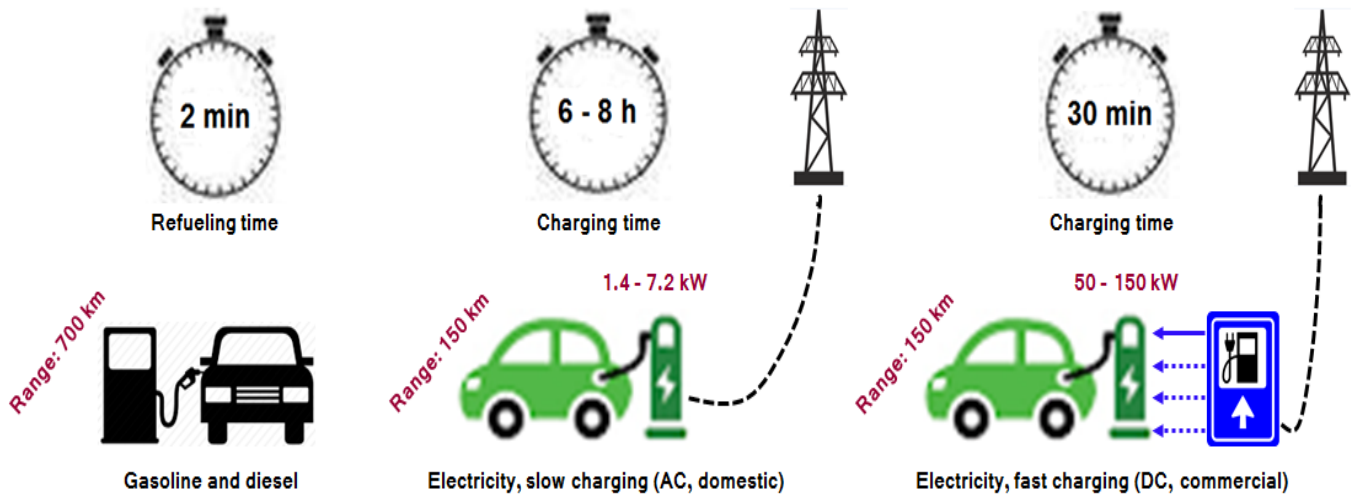 2 min
Refueling time
Range: 700 km
Gasoline and diesel
6 - 8 h
Charging time
1.4 - 7.2 kW
Range: 150 km
Electricity, slow charging (AC, domestic)
30 min
Charging time
50 - 150 kW
Range: 150 km
Electricity, fast charging (DC, commercial)